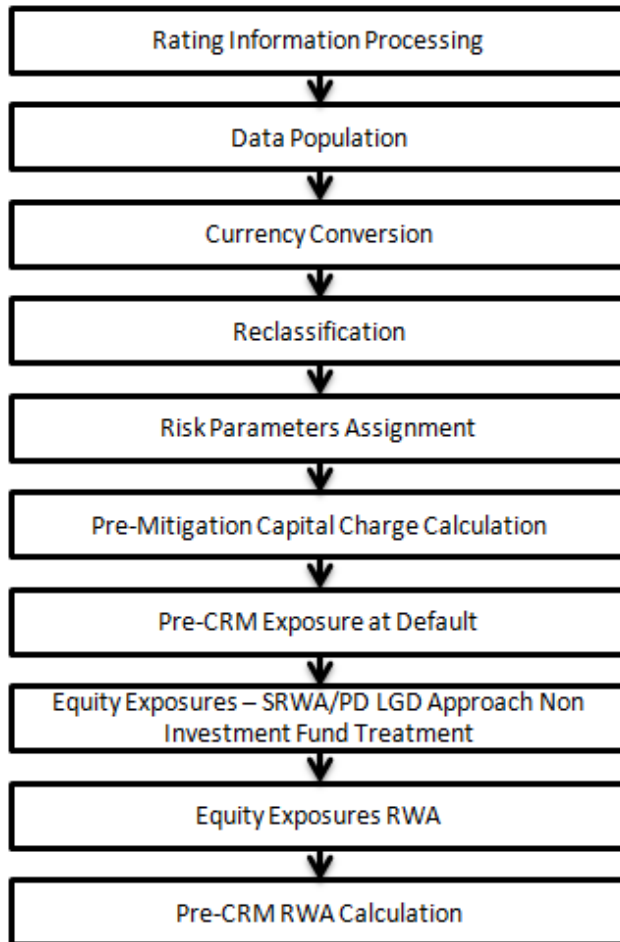 Rating Information Processing
Data Population
Currency Conversion
Reclassification
Risk Parameters Assignment
Pre-Mitigation Capital Charge Calculation
Pre-CRM Exposure at Default
Equity Exposures – SRWA/PD LGD Approach Non
Investment Fund Treatment
Equity Exposures RWA
Pre-CRM RWA Calculation